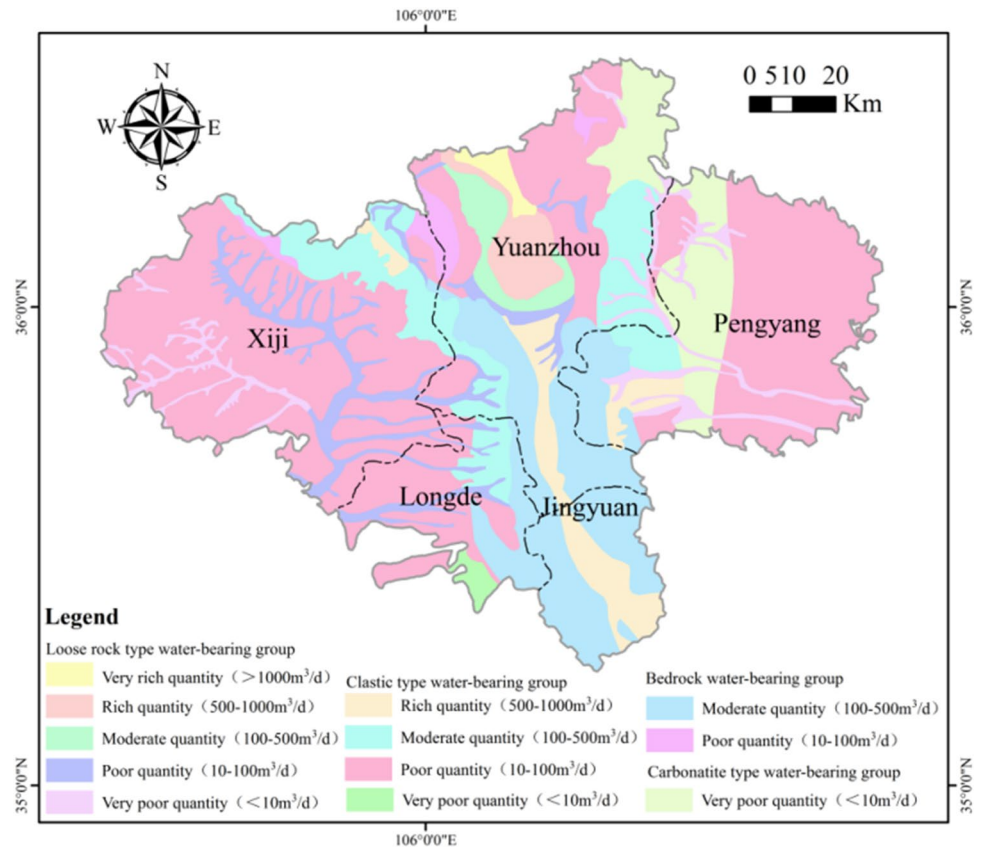 106°0'0"E
N
W
E
S
0 510 20
Km
Yuanzhou
36°0'0"N
36°0'0"N
Xiji
Pengyang
Longde
Jingyuan
Legend
Loose rock type water-bearing group
Very rich quantity（>1000m³/d）
Rich quantity（500-1000m³/d）
Moderate quantity（100-500m³/d）
Poor quantity（10-100m³/d）
Very poor quantity（<10m³/d）
Clastic type water-bearing group
Rich quantity（500-1000m³/d）
Moderate quantity（100-500m³/d）
Poor quantity（10-100m³/d）
Very poor quantity（<10m³/d）
Bedrock water-bearing group
Moderate quantity（100-500m³/d）
Poor quantity（10-100m³/d）
Carbonatite type water-bearing group
Very poor quantity（<10m³/d）
35°0'0"N
35°0'0"N
106°0'0"E